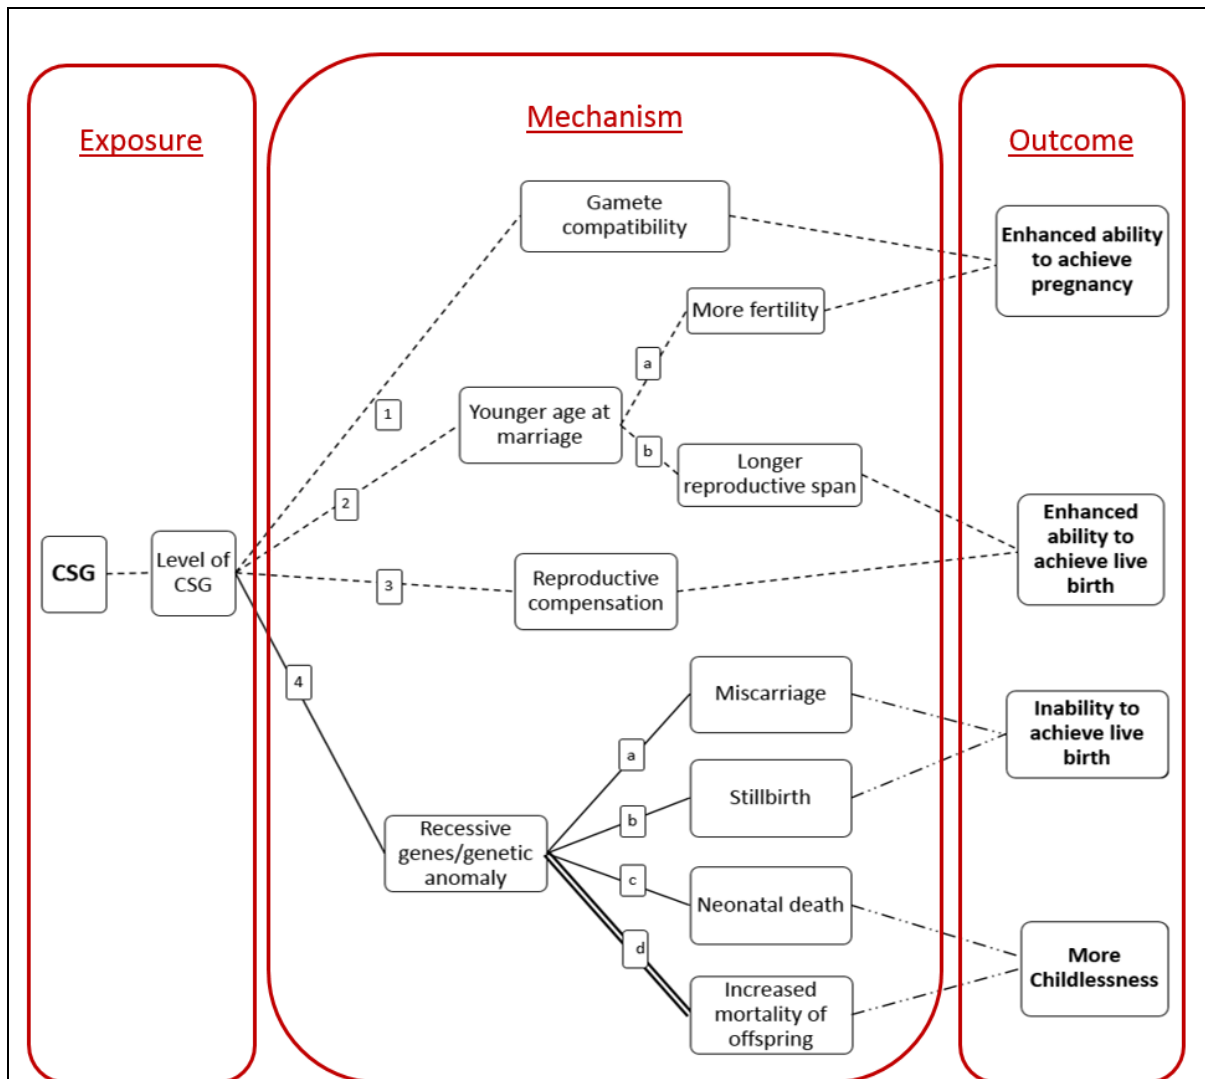 Exposure
Mechanism
Outcome
Gamete
compatibility
Enhanced ability
to achieve
pregnancy
More fertility
a
1
Younger age at
marriage
b
Longer
reproductive span
2
CSG
Level of
CSG
3
Reproductive
compensation
Enhanced
ability to
achieve live
birth
4
Miscarriage
Inability to
achieve live
birth
a
Stillbirth
b
Recessive
genes/genetic
anomaly
c
Neonatal death
d
Increased
mortality of
offspring
More
Childlessness